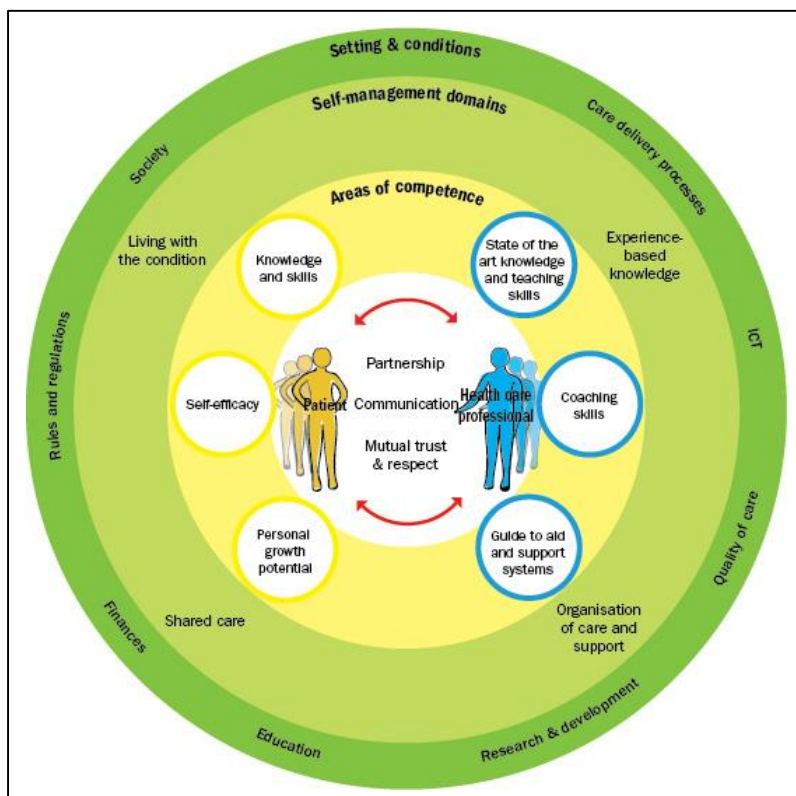 Setting & conditions
Self-management domains
Care delivery processes
Society
Areas of competence
Living with
the condition
Knowledge
and skills
State of the
art knowledge
and teaching
skills
Experience-
based
knowledge
ICT
Rules and regulations
Self-efficacy
Patient
Partnership
Communication
Mutual trust
& respect
Health care
professional
Coaching
skills
Personal
growth
potential
Guide to aid
and support
systems
Quality of care
Shared care
Organisation
of care and
support
Finances
Education
Research & development